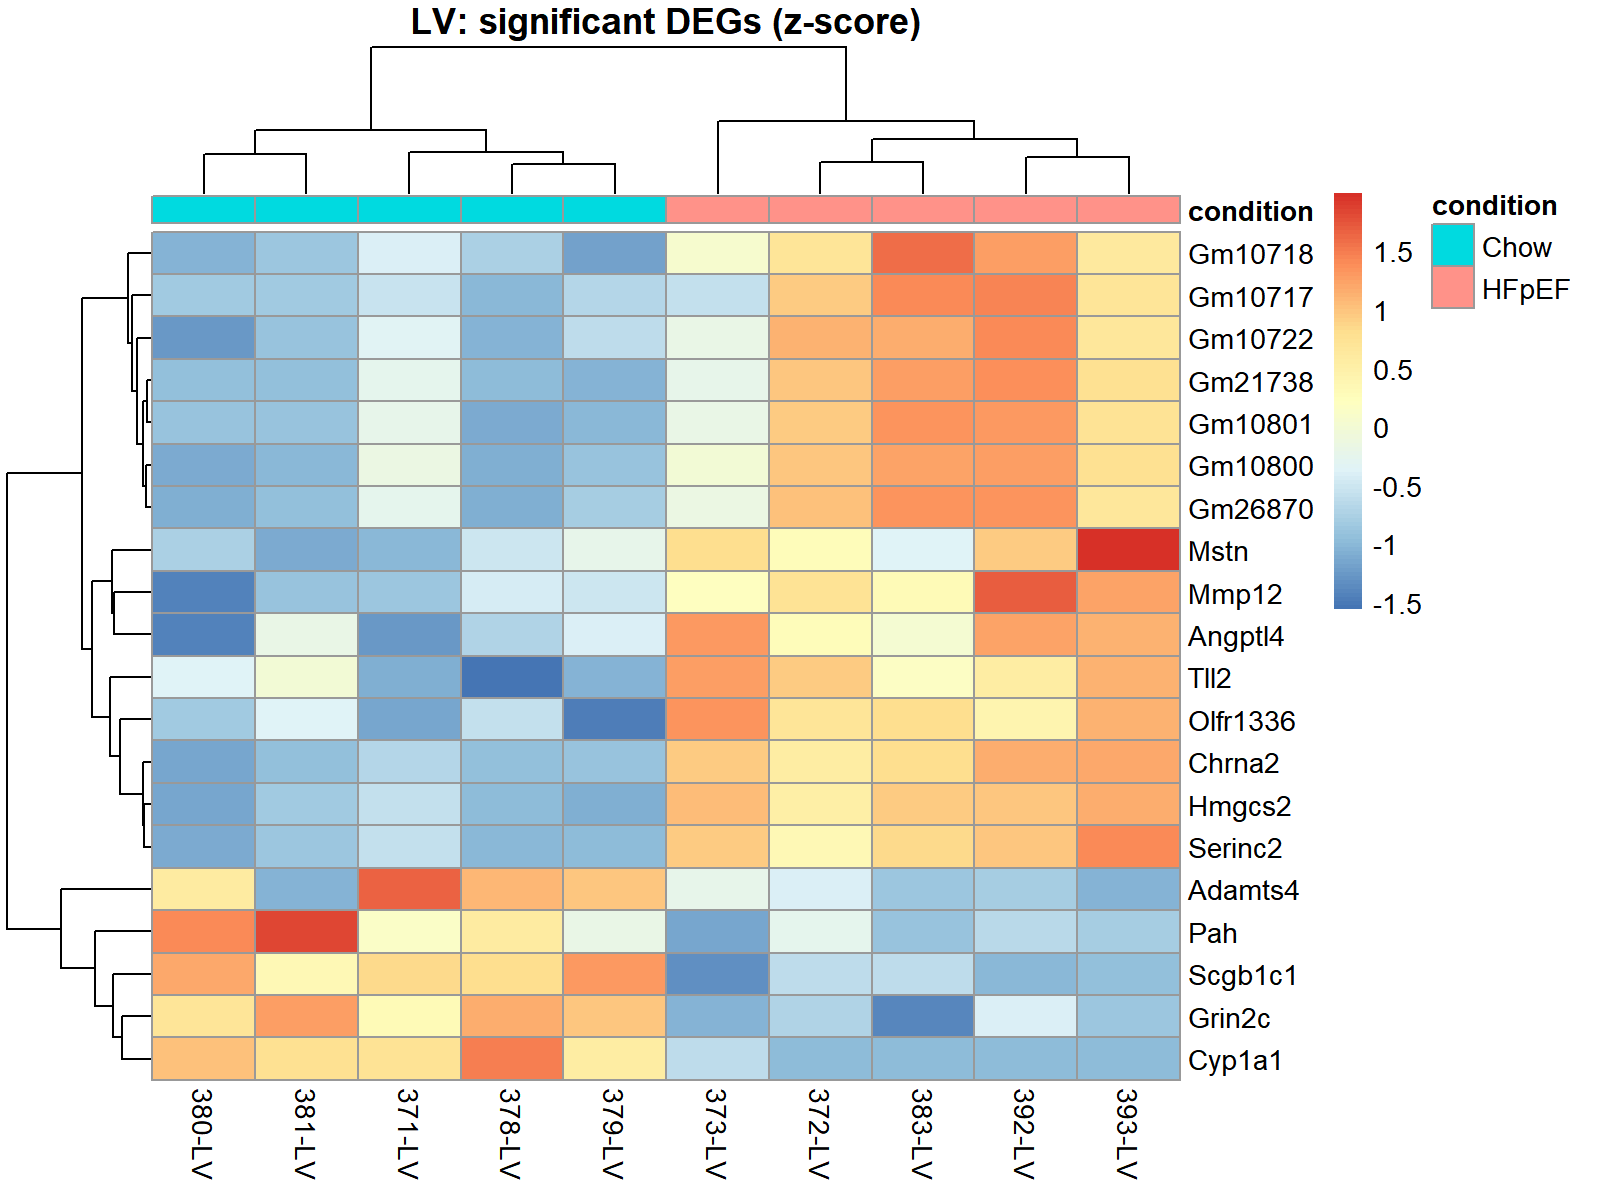 LV: significant DEGs (z-score)
condition
Gm10718
Gm10717
Gm10722
Gm21738
Gm10801
Gm10800
Gm26870
Mstn
Mmp12
Angptl4
Tll2
Olfr1336
Chrna2
Hmgcs2
Serinc2
Adamts4
Pah
Scgb1c1
Grin2c
Cyp1a1
380-LV
381-LV
371-LV
378-LV
379-LV
373-LV
372-LV
383-LV
392-LV
393-LV
1.5
1
0.5
0
-0.5
-1
-1.5
condition
Chow
HFpEF